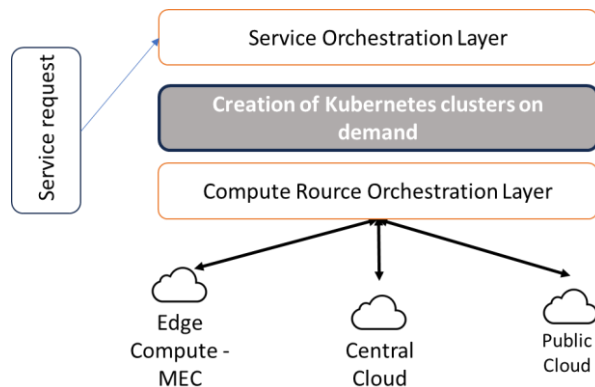 Service request
Service Orchestration Layer
Creation of Kubernetes clusters on
demand
Compute Rource Orchestration Layer
Edge
Compute -
MEC
Central
Cloud
Public
Cloud